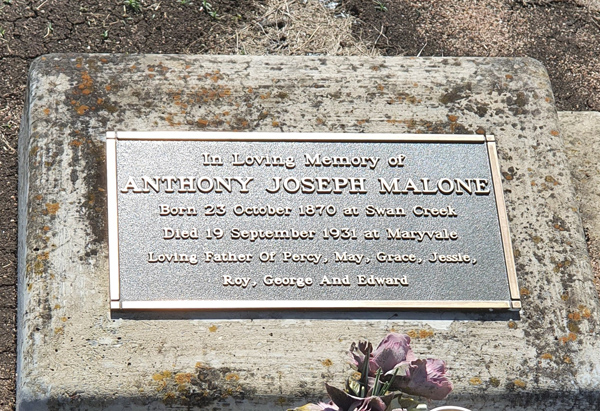 In Loving Memory of
ANTHONY JOSEPH MALONE
Born 23 October 1870 at Swan Creek
Died 19 September 1931 at Maryvale
Loving Father Of Percy, May, Grace, Jessie,
Roy, George And Edward